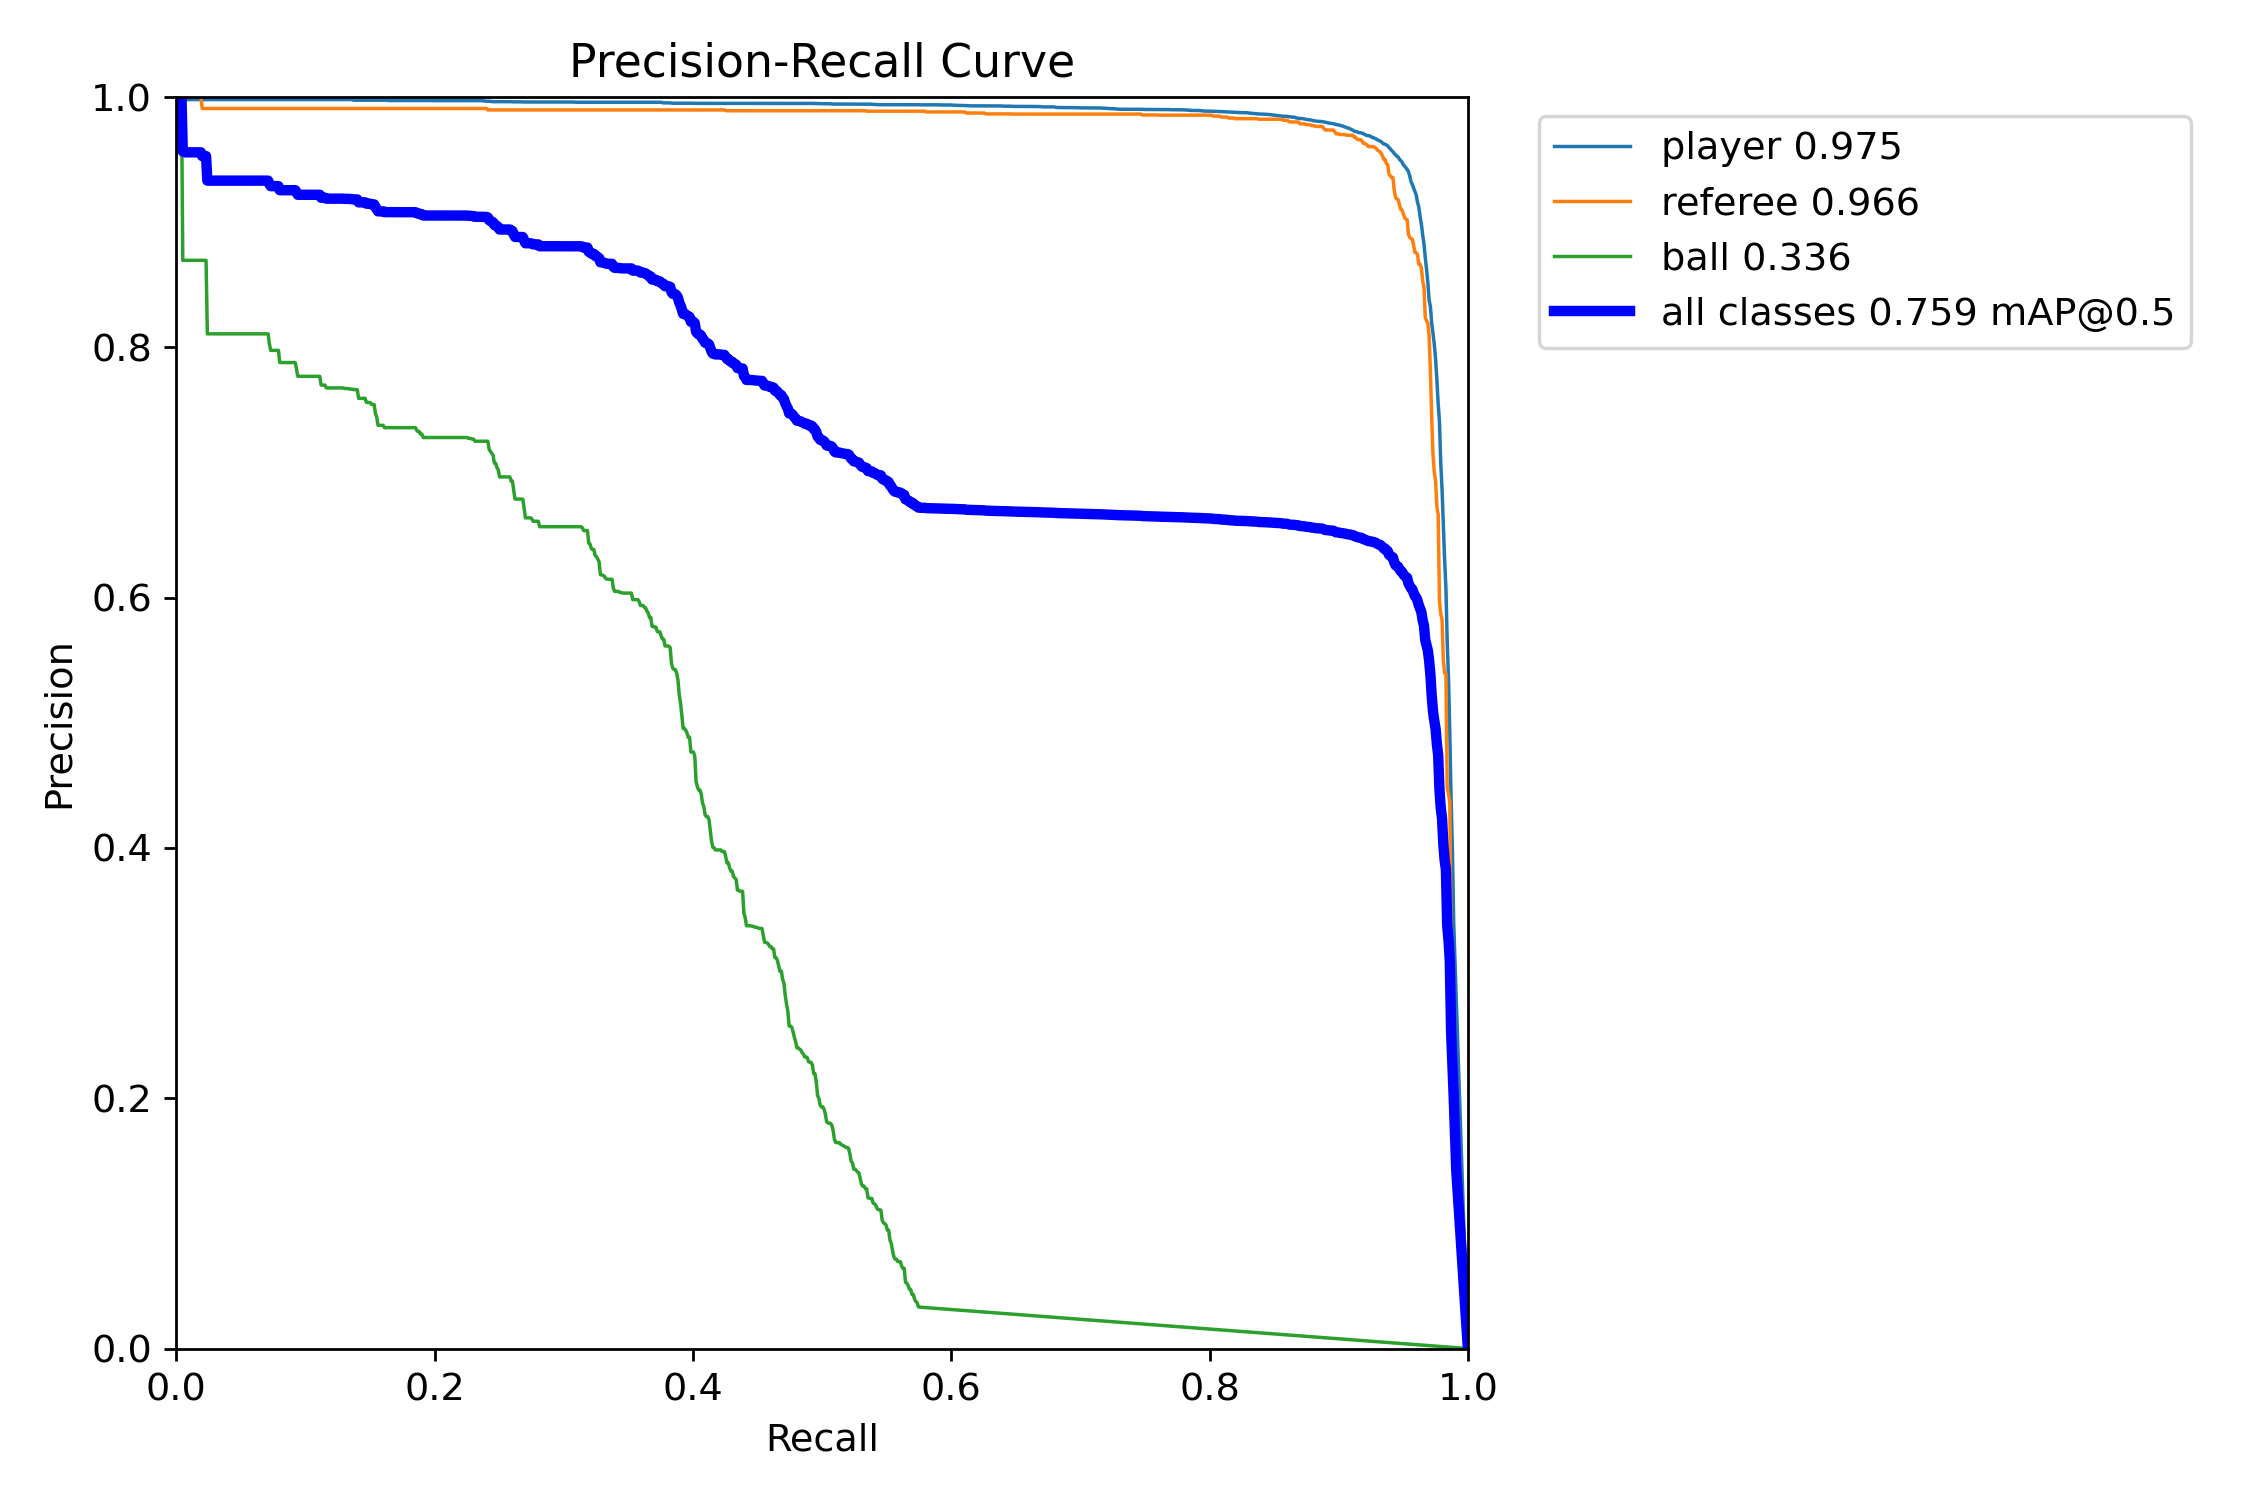 Precision-Recall Curve
1.0
0.8
0.6
0.4
0.2
0.0
Precision
0.0 0.2 0.4 0.6 0.8 1.0
Recall
player 0.975
referee 0.966
ball 0.336
all classes 0.759 mAP@0.5